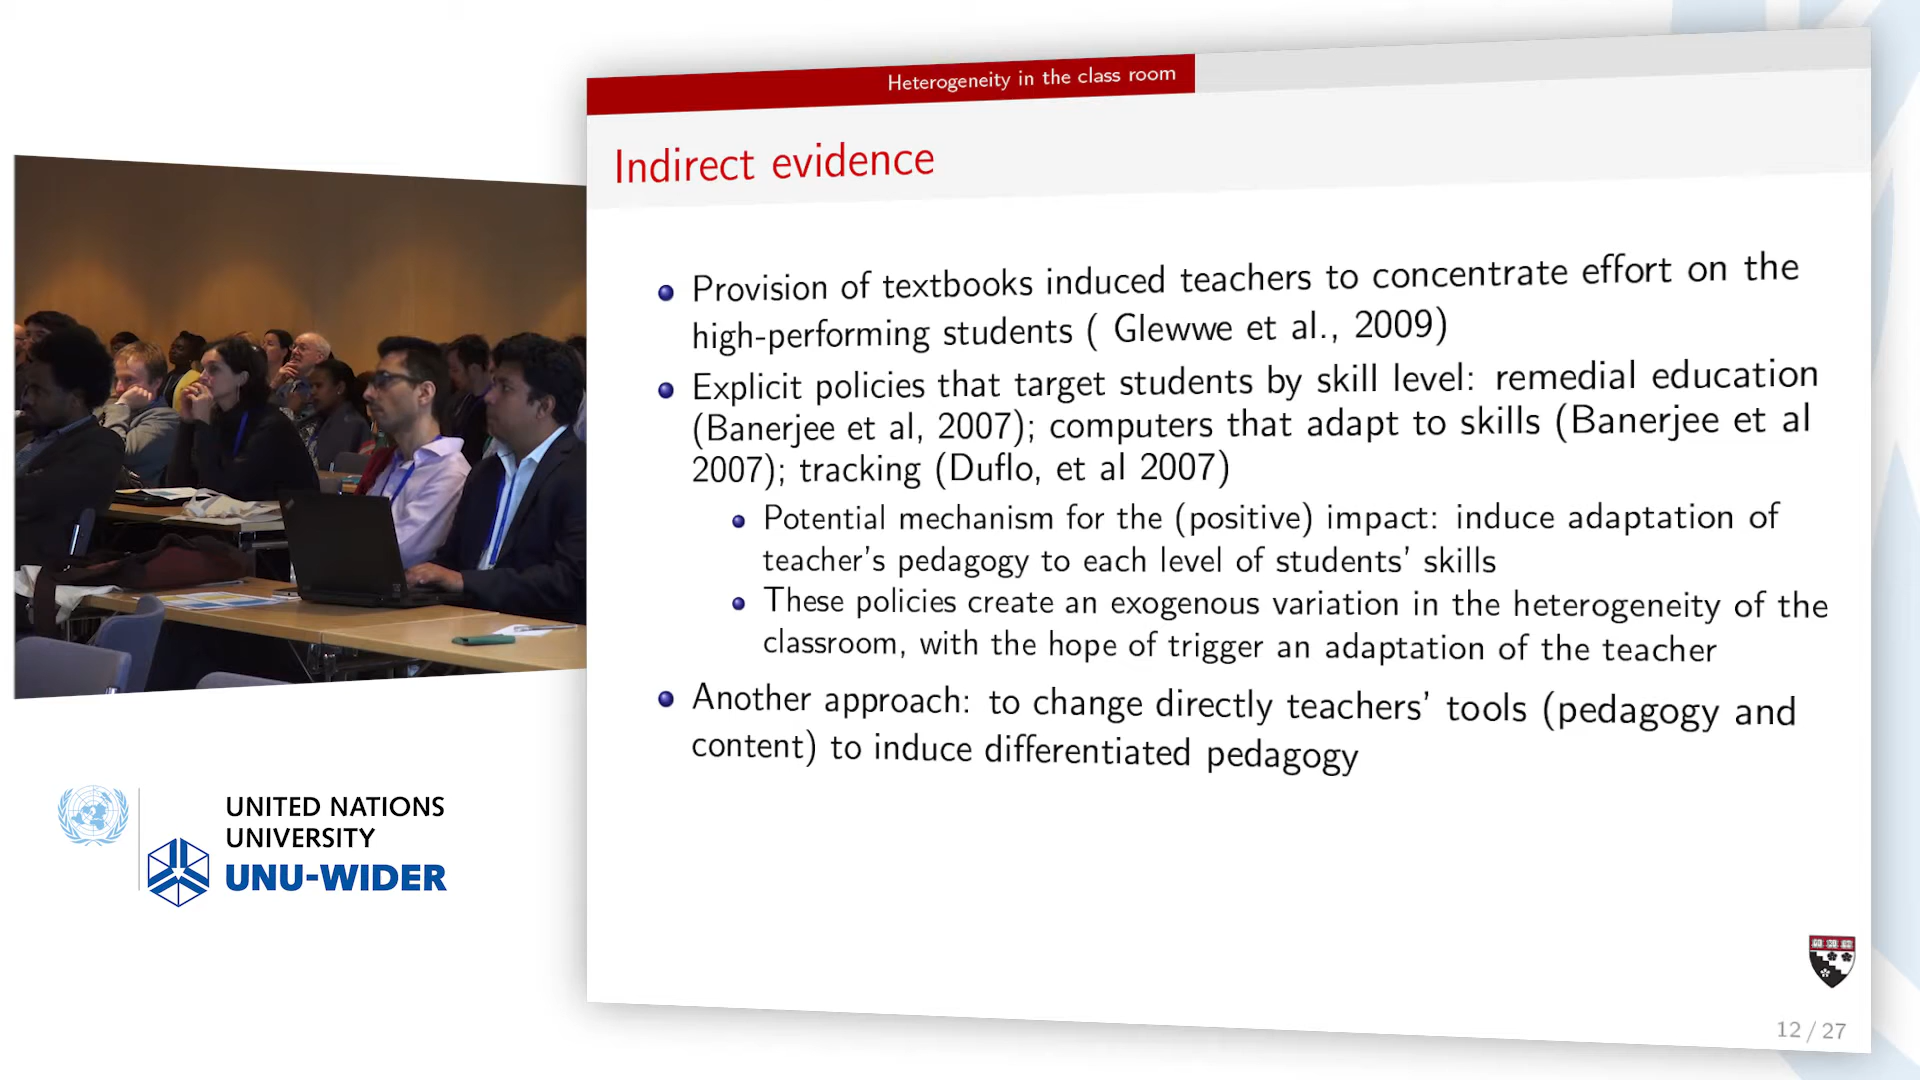 Heterogeneity in the class room
Indirect evidence
Provision of textbooks induced teachers to concentrate effort on the
high-performing students ( Glewwe et al., 2009)
Explicit policies that target students by skill level: remedial education
(Banerjee et al, 2007); computers that adapt to skills (Banerjee et al
2007); tracking (Duflo, et al 2007)
Potential mechanism for the (positive) impact: induce adaptation of
teacher's pedagogy to each level of students' skills
These policies create an exogenous variation in the heterogeneity of the
classroom, with the hope of trigger an adaptation of the teacher
Another approach: to change directly teachers' tools (pedagogy and
content) to induce differentiated pedagogy
12 / 27
UNITED NATIONS
UNIVERSITY
UNU-WIDER